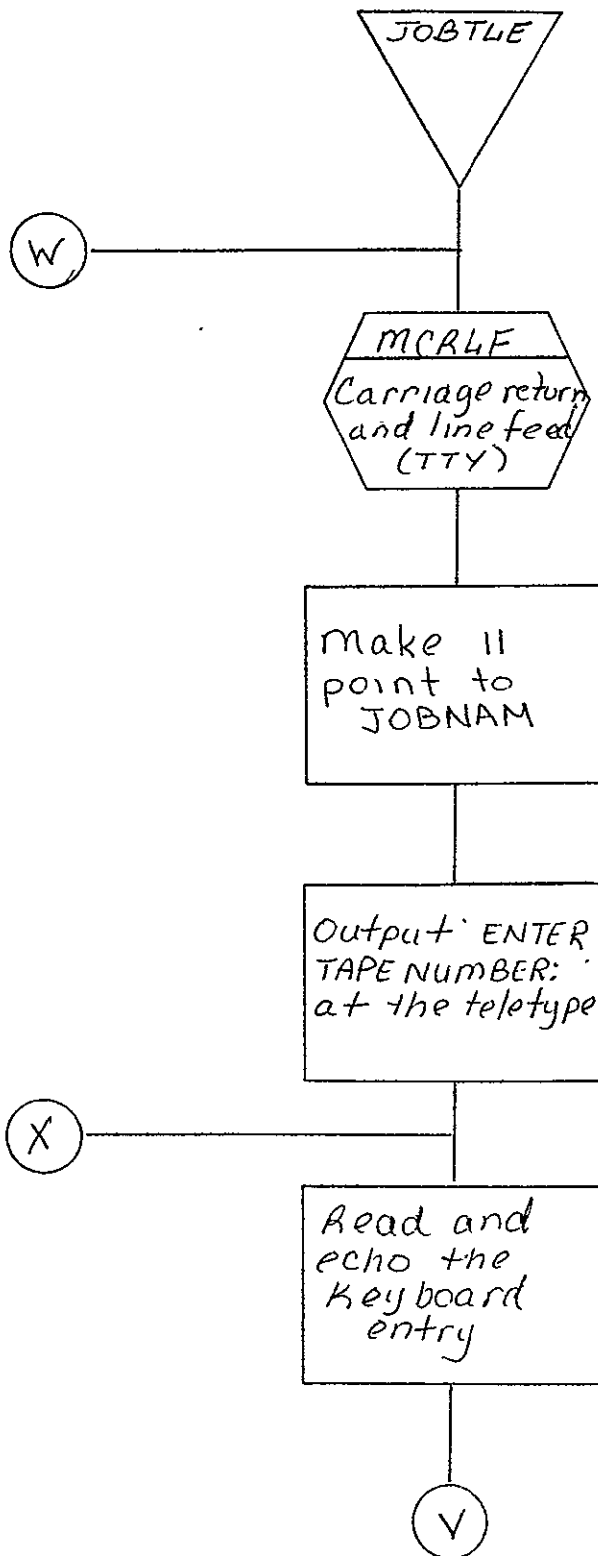 JOBTLE
W
MCRLF
Carriage return
and line feed
(TTY)
Make 11
point to
JOBNAM
Output 'ENTER
TAPE NUMBER: '
at the teletype
X
Read and
echo the
Keyboard
entry
V